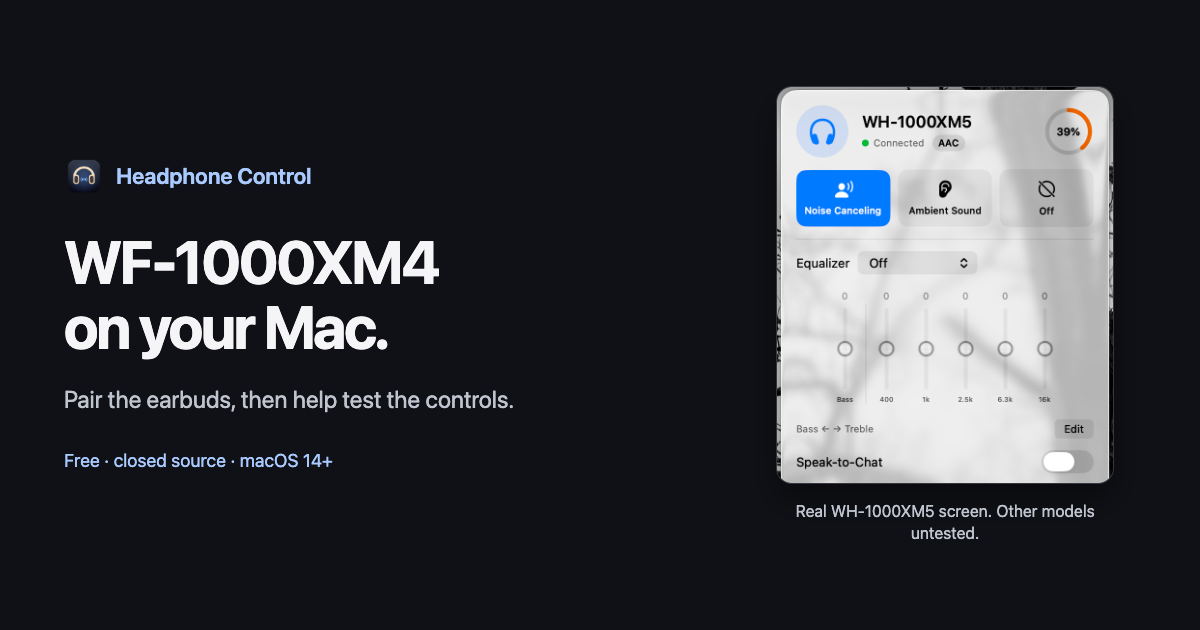 Headphone Control
WF-1000XM4
on your Mac.
Pair the earbuds, then help test the controls.
Free · closed source · macOS 14+
WH-1000XM5
Connected AAC
39%
Noise Canceling
Ambient Sound
Off
Equalizer Off
0 0 0 0 0 0
Bass 400 1k 2.5k 6.3k 16k
Bass ← → Treble
Edit
Speak-to-Chat
Real WH-1000XM5 screen. Other models
untested.